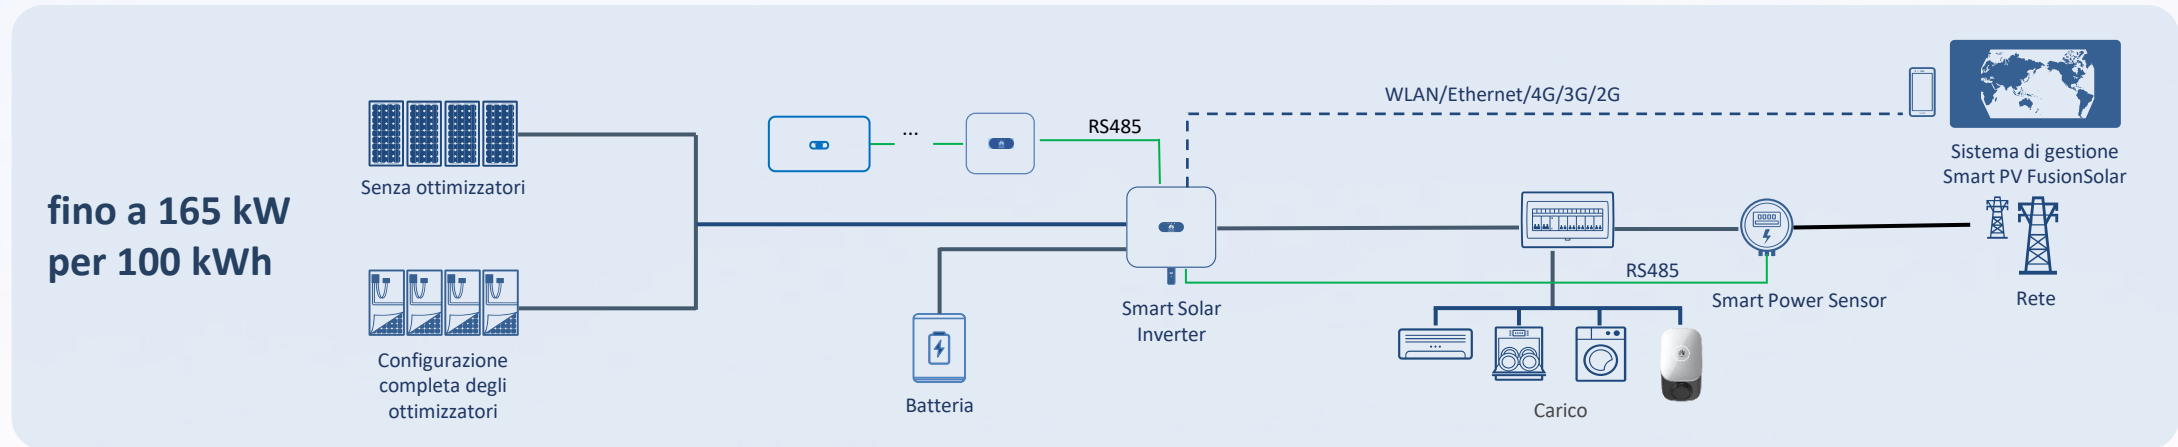 fino a 165 kW
per 100 kWh
Senza ottimizzatori
Configurazione
completa degli
ottimizzatori
...
RS485
WLAN/Ethernet/4G/3G/2G
Smart Solar
Inverter
Batteria
RS485
Carico
Smart Power Sensor
Sistema di gestione
Smart PV FusionSolar
Rete